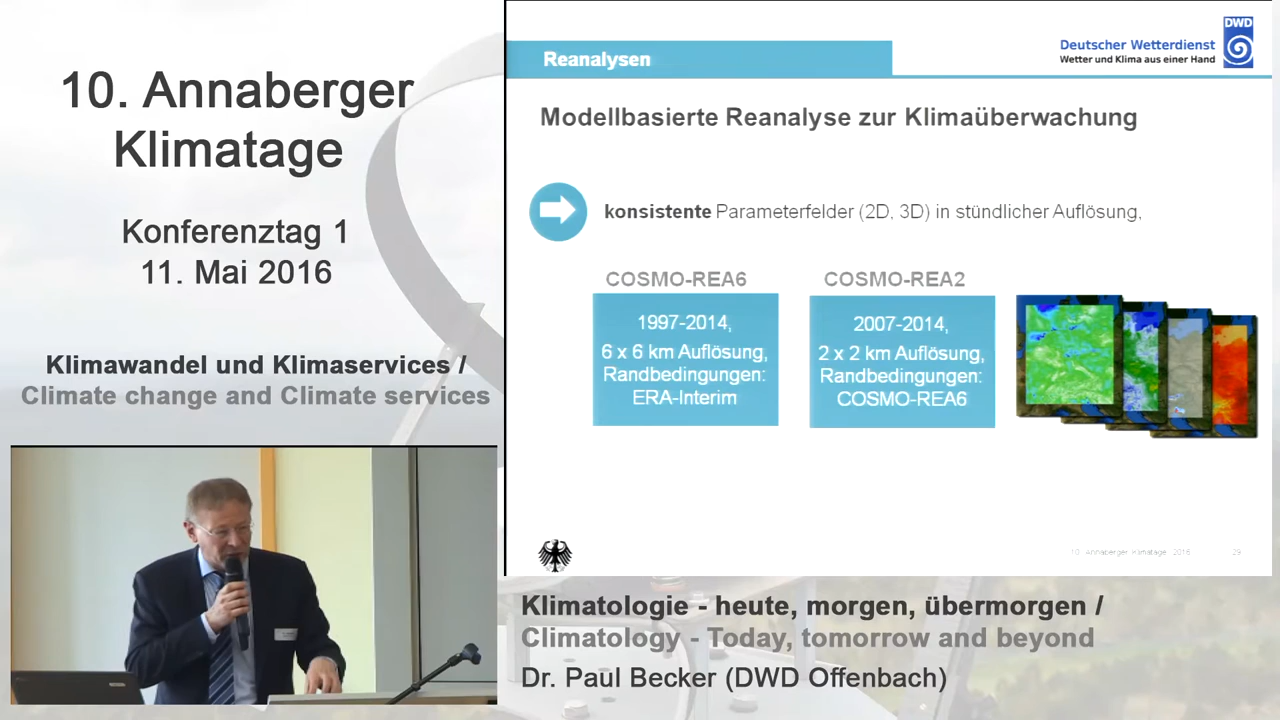 10. Annaberger
Klimatage
Konferenztag 1
11. Mai 2016
Klimawandel und Klimaservices /
Climate change and Climate services
Reanalysen
DWD
Deutscher Wetterdienst
Wetter und Klima aus einer Hand
Modellbasierte Reanalyse zur Klimaüberwachung
konsistente Parameterfelder (2D, 3D) in stündlicher Auflösung,
COSMO-REA6
1997-2014,
6 x 6 km Auflösung,
Randbedingungen:
ERA-Interim
COSMO-REA2
2007-2014,
2 x 2 km Auflösung,
Randbedingungen:
COSMO-REA6
10. Annaberger Klimatage 2016
29
Klimatologie - heute, morgen, übermorgen /
Climatology - Today, tomorrow and beyond
Dr. Paul Becker (DWD Offenbach)